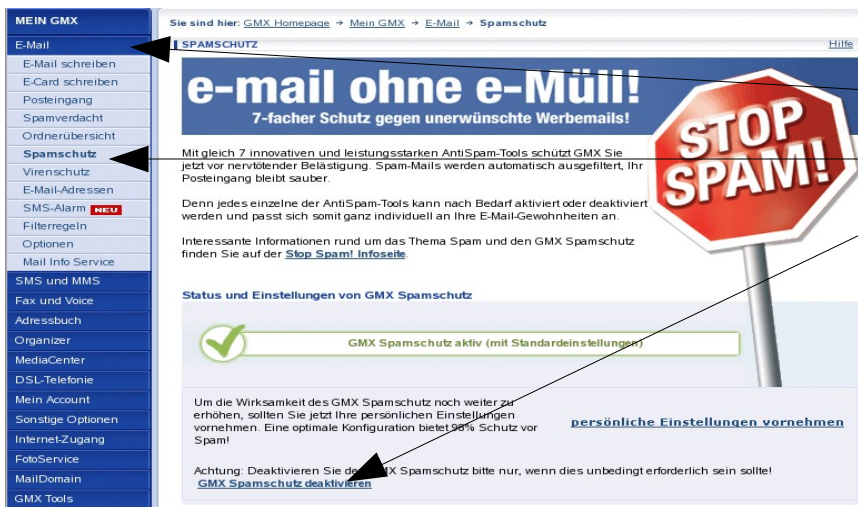 MEIN GMX
E-Mail
E-Mail schreiben
E-Card schreiben
Posteingang
Spamverdacht
Ordnerübersicht
Spamschutz
Virenschutz
E-Mail-Adressen
SMS-Alarm NEU
Filterregeln
Optionen
Mail Info Service
SMS und MMS
Fax und Voice
Adressbuch
Organizer
MediaCenter
DSL-Telefonie
Mein Account
Sonstige Optionen
Internet-Zugang
FotoService
MailDomain
GMX Tools
Sie sind hier: GMX Homepage → Mein GMX → E-Mail → Spamschutz
SPAMSCHUTZ
Hilfe
e-mail ohne e-Müll!
7-facher Schutz gegen unerwünschte Werbemails!
STOP
SPAM!
Mit gleich 7 innovativen und leistungsstarken AntiSpam-Tools schützt GMX Sie
jetzt vor nervtötender Belästigung. Spam-Mails werden automatisch ausgefiltert, Ihr
Posteingang bleibt sauber.
Denn jedes einzelne der AntiSpam-Tools kann nach Bedarf aktiviert oder deaktiviert
werden und passt sich somit ganz individuell an Ihre E-Mail-Gewohnheiten an.
Interessante Informationen rund um das Thema Spam und den GMX Spamschutz
finden Sie auf der Stop Spam! Infoseite.
Status und Einstellungen von GMX Spamschutz
GMX Spamschutz aktiv (mit Standardeinstellungen)
Um die Wirksamkeit des GMX Spamschutz noch weiter zu
erhöhen, sollten Sie jetzt Ihre persönlichen Einstellungen
vornehmen. Eine optimale Konfiguration bietet 98% Schutz vor
Spam!
persönliche Einstellungen vornehmen
Achtung: Deaktivieren Sie den GMX Spamschutz bitte nur, wenn dies unbedingt erforderlich sein sollte!
GMX Spamschutz deaktivieren